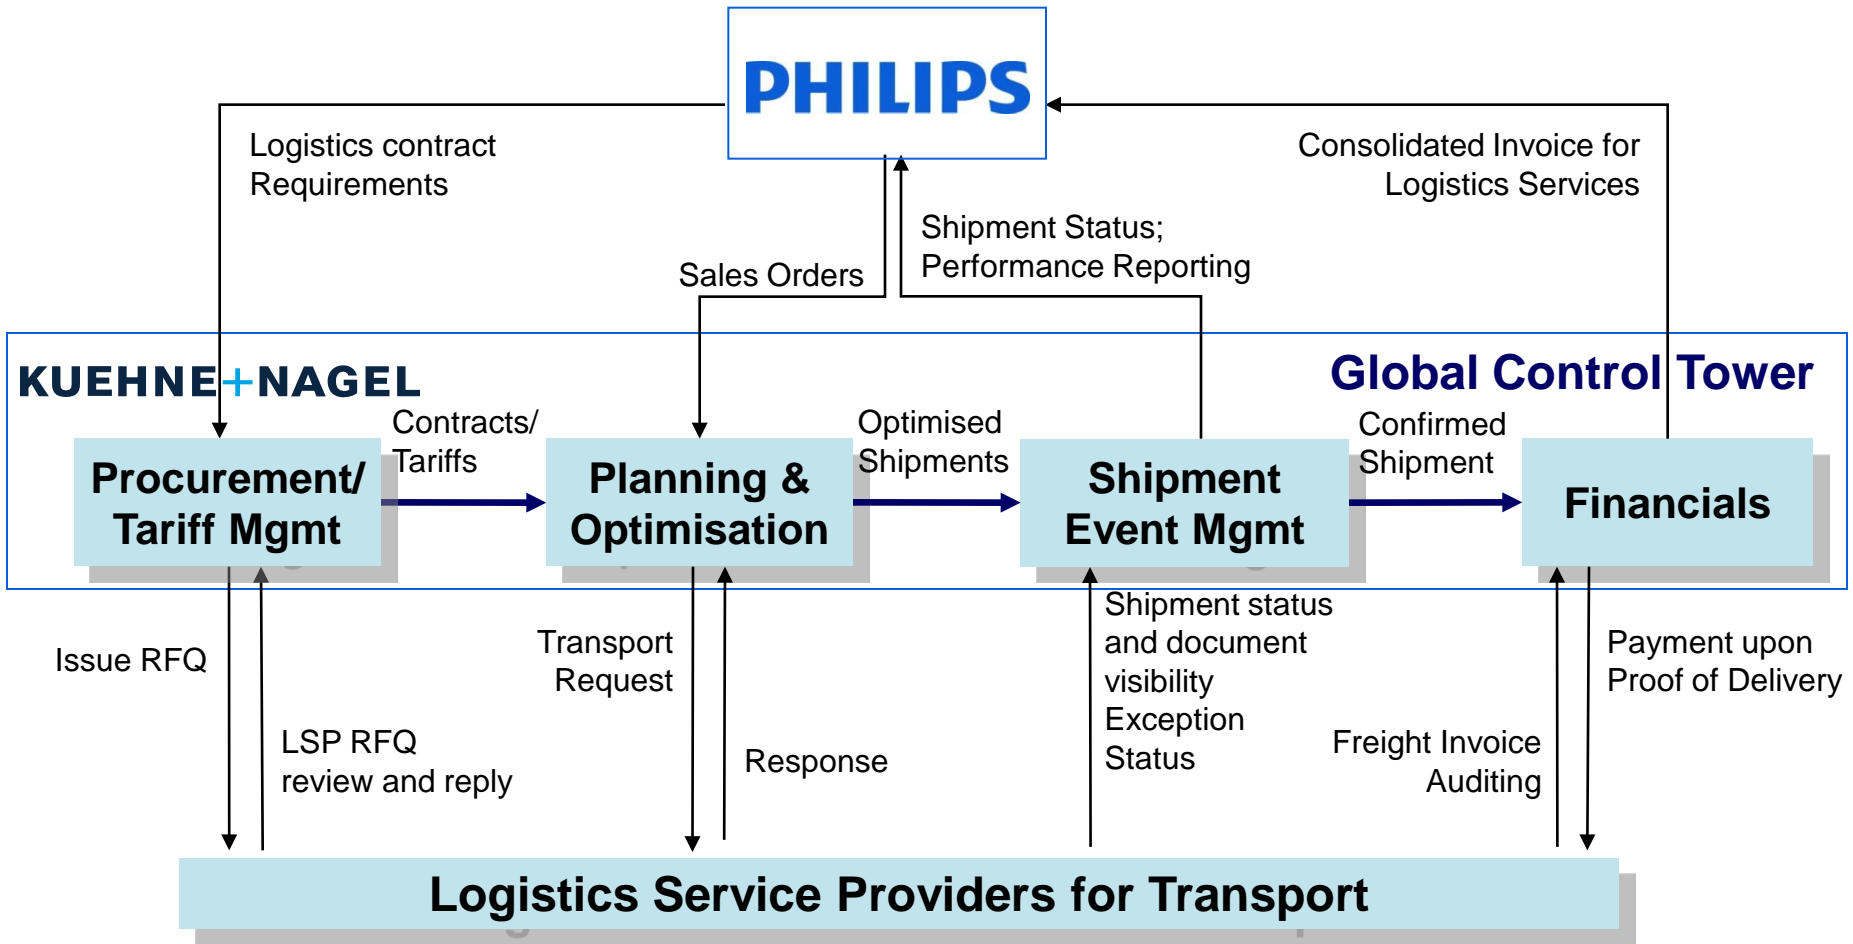 PHILIPS
Logistics contract
Requirements
Consolidated Invoice for
Logistics Services
Shipment Status;
Performance Reporting
Sales Orders
KUEHNE+NAGEL
Global Control Tower
Contracts/
Tariffs
Optimised
Shipments
Confirmed
Shipment
Procurement/
Tariff Mgmt
Planning &
Optimisation
Shipment
Event Mgmt
Financials
Issue RFQ
LSP RFQ
review and reply
Transport
Request
Response
Shipment status
and document
visibility
Exception
Status
Freight Invoice
Auditing
Payment upon
Proof of Delivery
Logistics Service Providers for Transport